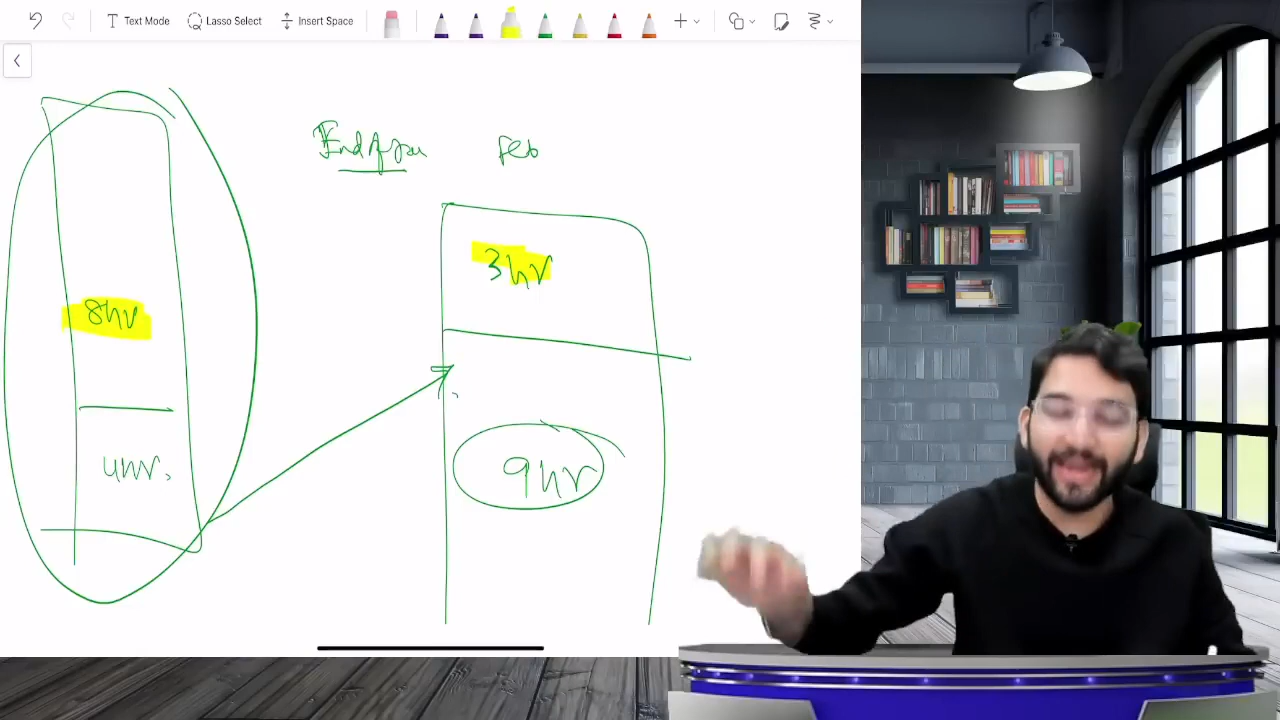 Text Mode
Lasso Select
Insert Space
Feb
3hr
8hr
4hr.
9hr